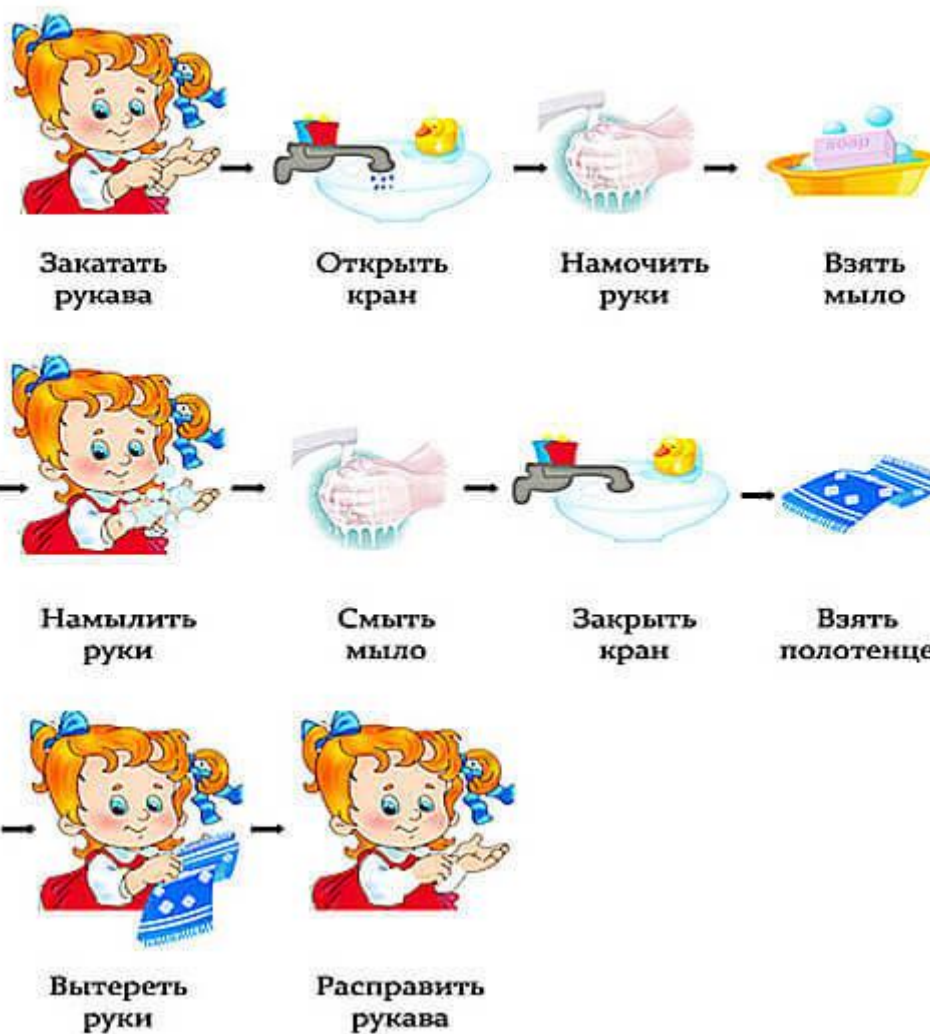 soap
Закатать
рукава
Открыть
кран
Намочить
руки
Взять
мыло
Намылить
руки
Смыть
мыло
Закрыть
кран
Взять
полотенце
Вытереть
руки
Расправить
рукава